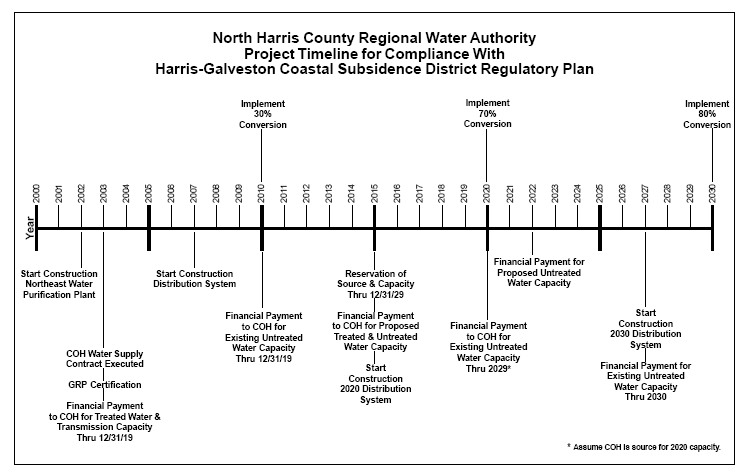 North Harris County Regional Water Authority
Project Timeline for Compliance With
Harris-Galveston Coastal Subsidence District Regulatory Plan
Implement
30%
Conversion
Implement
70%
Conversion
Implement
80%
Conversion
Year
2000
2001
2002
2003
2004
2005
2006
2007
2008
2009
2010
2011
2012
2013
2014
2015
2016
2017
2018
2019
2020
2021
2022
2023
2024
2025
2026
2027
2028
2029
2030
Start Construction
Northeast Water
Purification Plant
COH Water Supply
Contract Executed
GRP Certification
Financial Payment
to COH for Treated Water &
Transmission Capacity
Thru 12/31/19
Start Construction
Distribution System
Financial Payment
to COH for
Existing Untreated
Water Capacity
Thru 12/31/19
Reservation of
Source & Capacity
Thru 12/31/29
Financial Payment
to COH for Proposed
Treated & Untreated
Water Capacity
Start
Construction
2020 Distribution
System
Financial Payment
to COH for
Existing Untreated
Water Capacity
Thru 2029*
Financial Payment for
Proposed Untreated
Water Capacity
Start
Construction
2030 Distribution
System
Financial Payment for
Existing Untreated
Water Capacity
Thru 2030
* Assume COH is source for 2020 capacity.